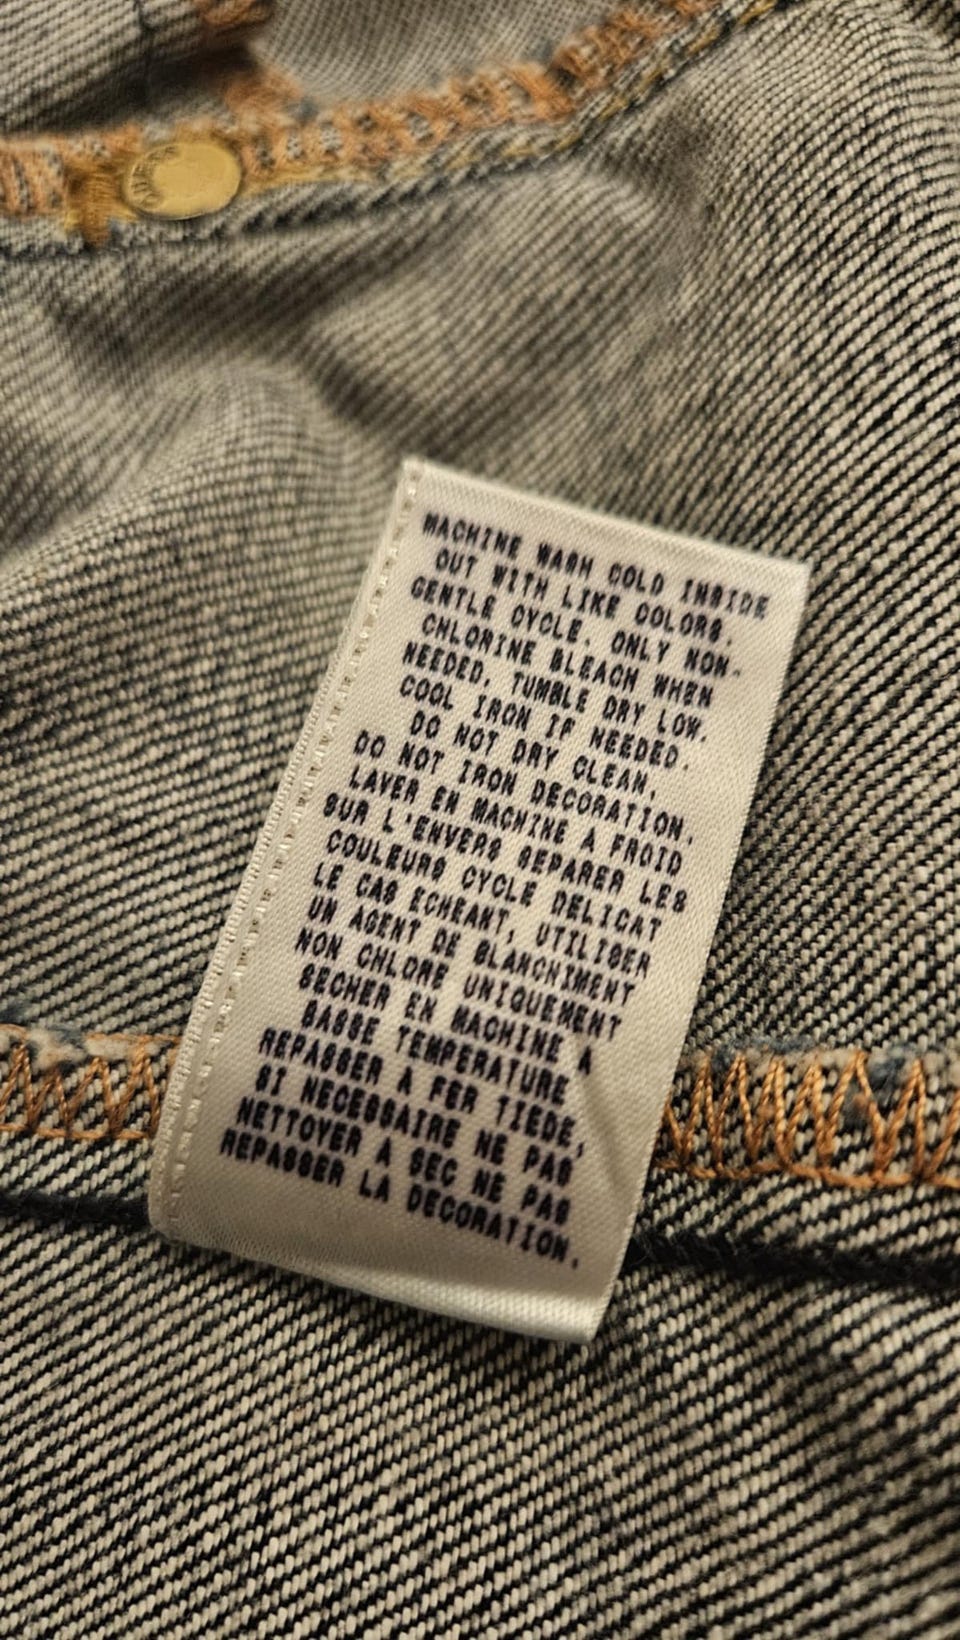 MACHINE WASH COLD INSIDE
OUT WITH LIKE COLORS.
GENTLE CYCLE. ONLY NON-
CHLORINE BLEACH WHEN
NEEDED. TUMBLE DRY LOW.
COOL IRON IF NEEDED.
DO NOT DRY CLEAN.
DO NOT IRON DECORATION.
LAVER EN MACHINE A FROID
SUR L'ENVERS SEPARER LES
COULEURS CYCLE DELICAT
LE CAS ECHEANT, UTILISER
UN AGENT DE BLANCHIMENT
NON CHLORE UNIQUEMENT
SECHER EN MACHINE A
BASSE TEMPERATURE
REPASSER A FER TIEDE,
SI NECESSAIRE NE PAS
NETTOYER A SEC NE PAS
REPASSER LA DECORATION.